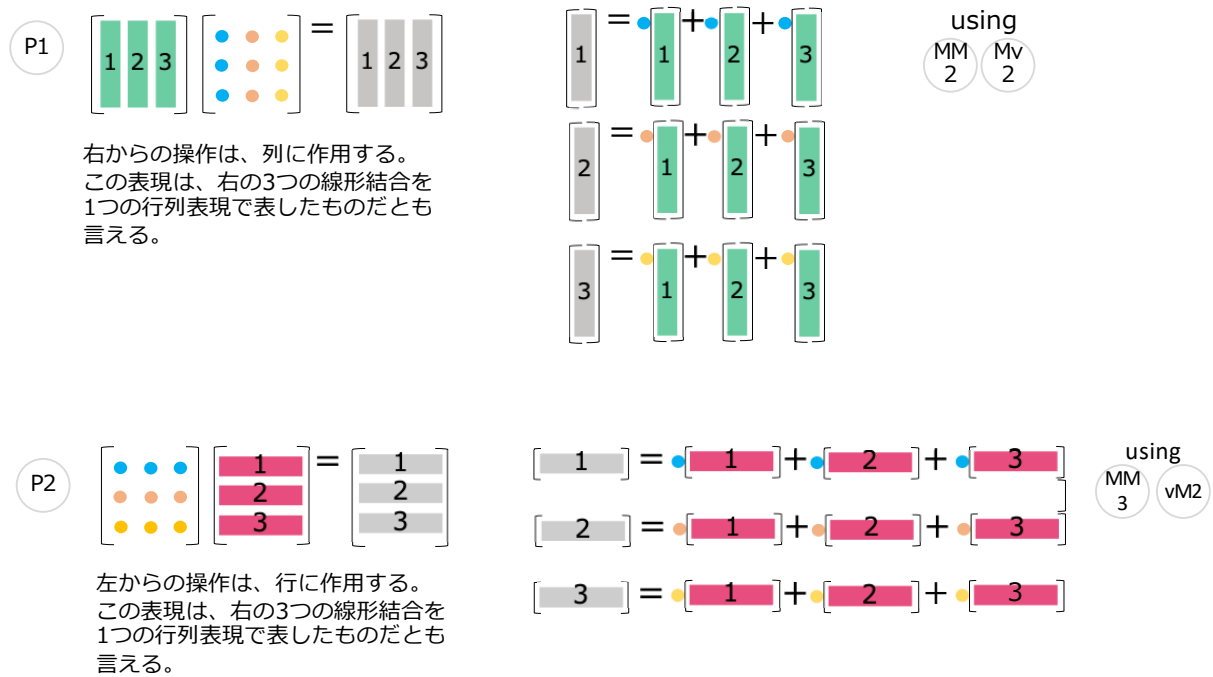 P1
1 2 3
=
1 2 3
右からの操作は、列に作用する。
この表現は、右の3つの線形結合を
1つの行列表現で表したものだとも
言える。
1 = 1 + 2 + 3
2 = 1 + 2 + 3
3 = 1 + 2 + 3
using
MM
2
Mv
2
P2
1
2
3
=
1
2
3
左からの操作は、行に作用する。
この表現は、右の3つの線形結合を
1つの行列表現で表したものだとも
言える。
1 = 1 + 2 + 3
2 = 1 + 2 + 3
3 = 1 + 2 + 3
using
MM
3
vM2